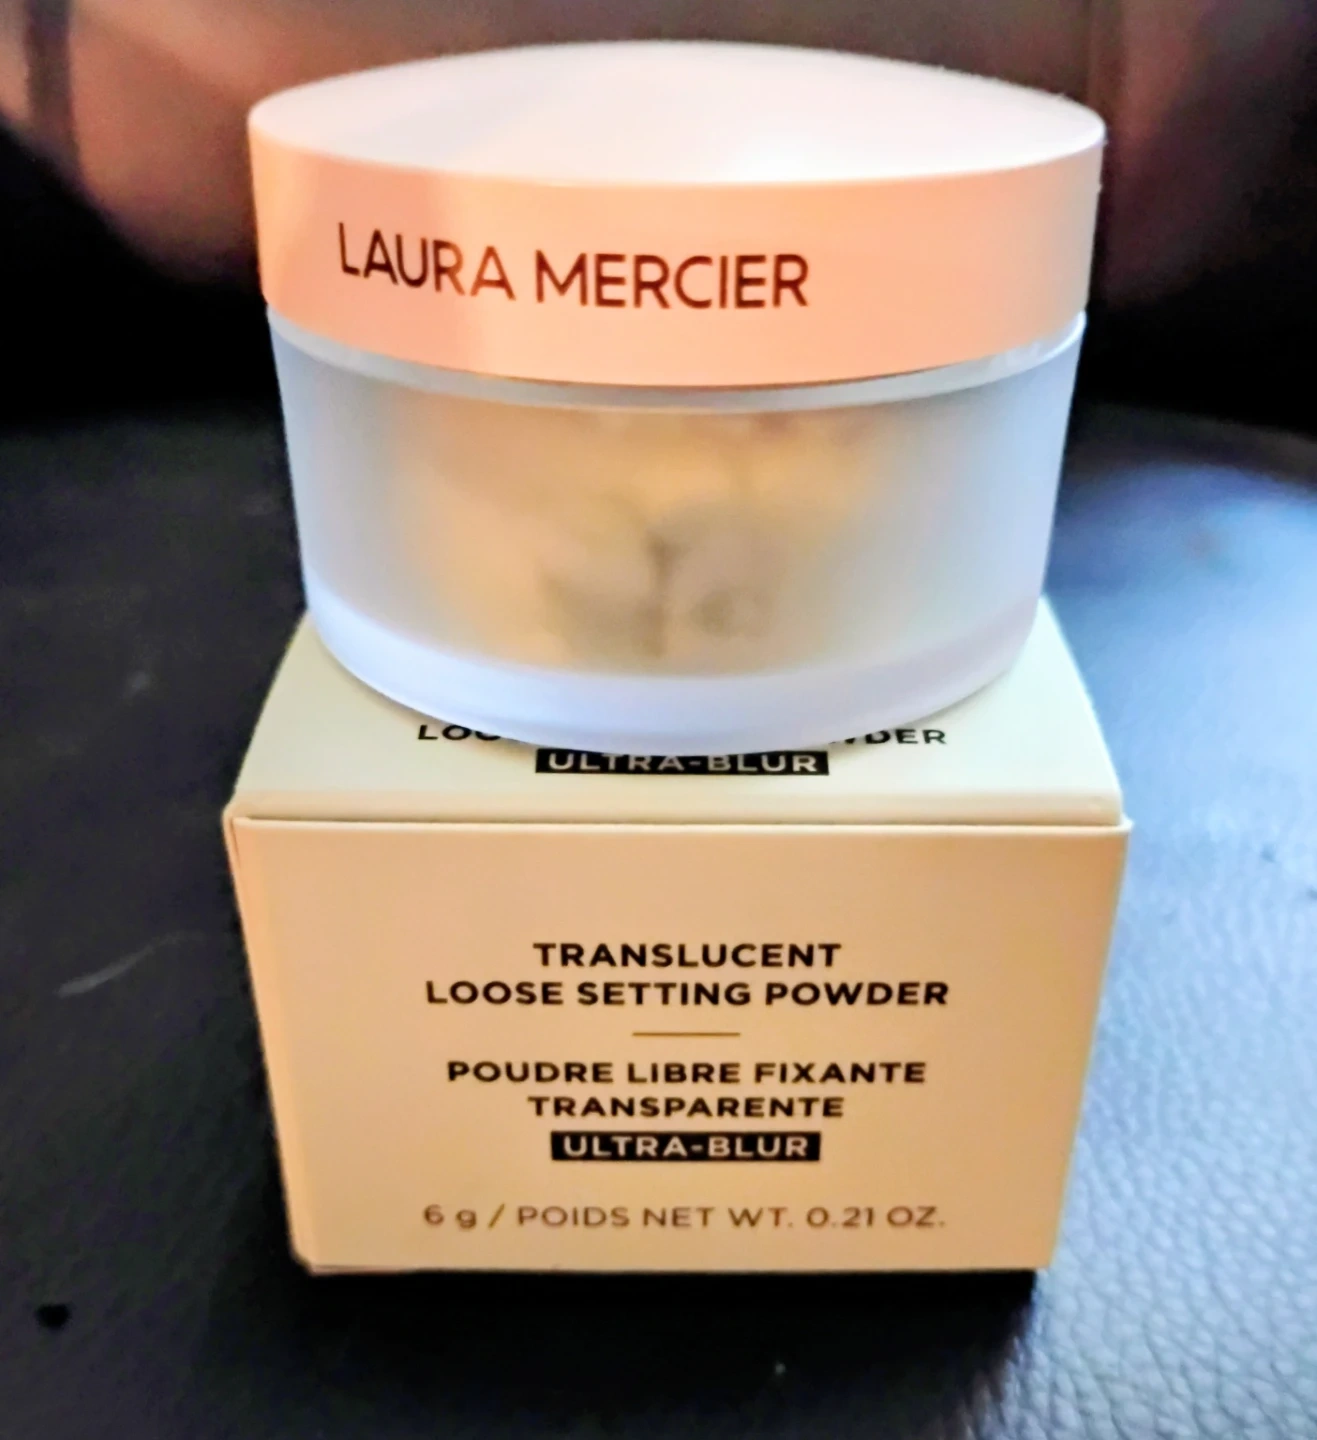 LAURA MERCIER
ULTRA-BLUR
TRANSLUCENT
LOOSE SETTING POWDER
POUDRE LIBRE FIXANTE
TRANSPARENTE
ULTRA-BLUR
6 g / POIDS NET WT. 0.21 OZ.